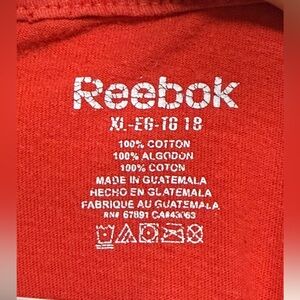 Reebok
XL-EG-TG 18
100% COTTON
100% ALGODON
100% COTON
MADE IN GUATEMALA
HECHO EN GUATEMALA
FABRIQUE AU GUATEMALA
RN# 67891 CA#43063